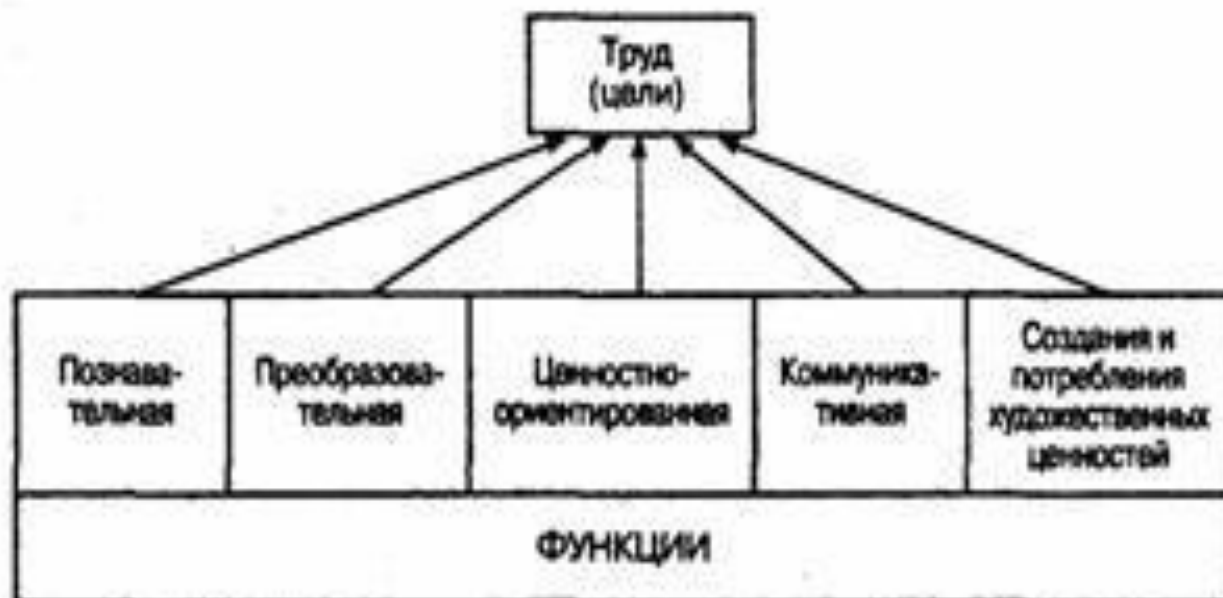 Труд
(цели)
Познава-
тельная
Преобразова-
тельная
Ценностно-
ориентированная
Коммуника-
тивная
Создания и
потребления
художественных
ценностей
ФУНКЦИИ